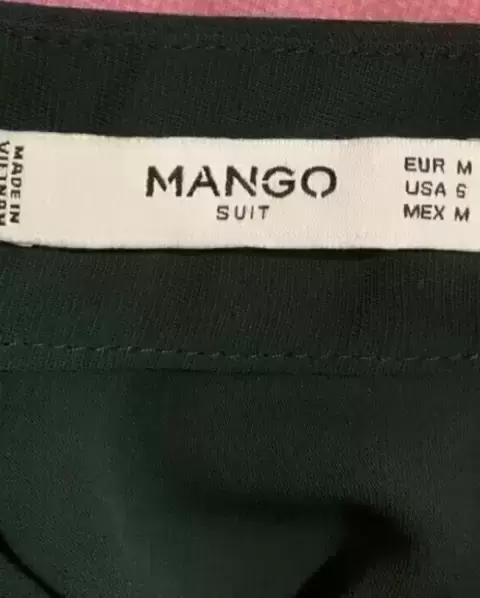 MADE IN
VIETNAM
MANGO
SUIT
EUR M
USA 6
MEX M